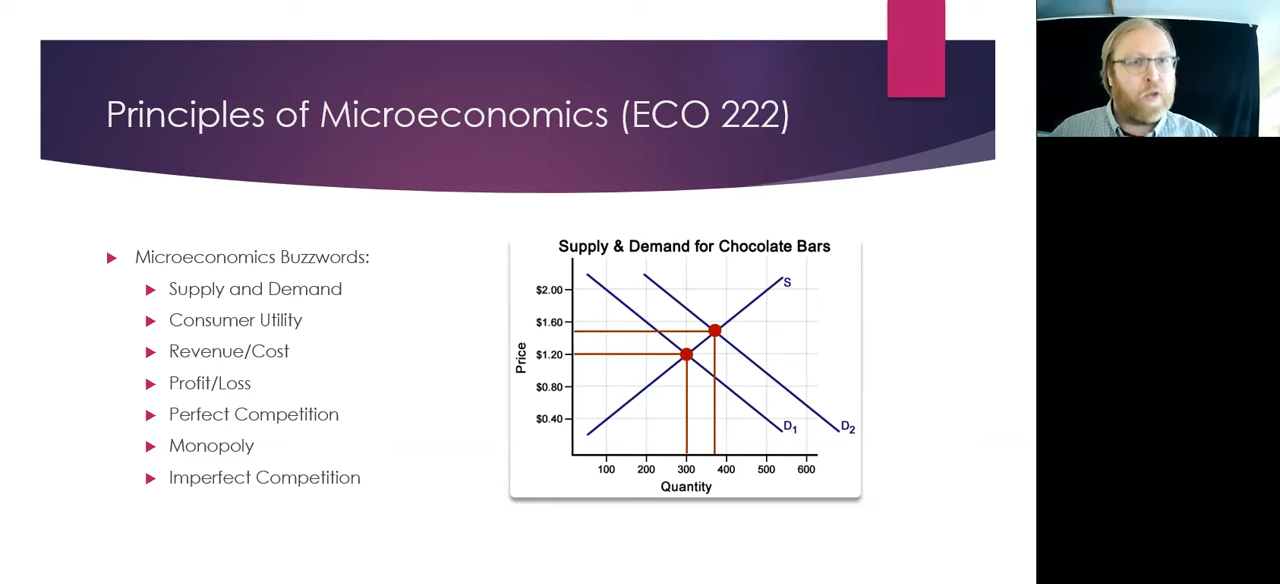 Principles of Microeconomics (ECO 222)
Microeconomics Buzzwords:
Supply and Demand
Consumer Utility
Revenue/Cost
Profit/Loss
Perfect Competition
Monopoly
Imperfect Competition
Supply & Demand for Chocolate Bars
$2.00
$1.60
$1.20
$0.80
$0.40
Price
S
D1
D2
100 200 300 400 500 600
Quantity